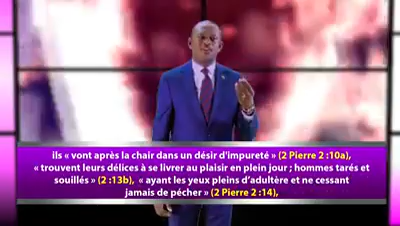 ils « vont après la chair dans un désir d'impureté » (2 Pierre 2 :10a),
« trouvent leurs délices à se livrer au plaisir en plein jour ; hommes tarés et
souillés » (2 :13b), « ayant les yeux pleins d’adultère et ne cessant
jamais de pécher » (2 Pierre 2 :14),